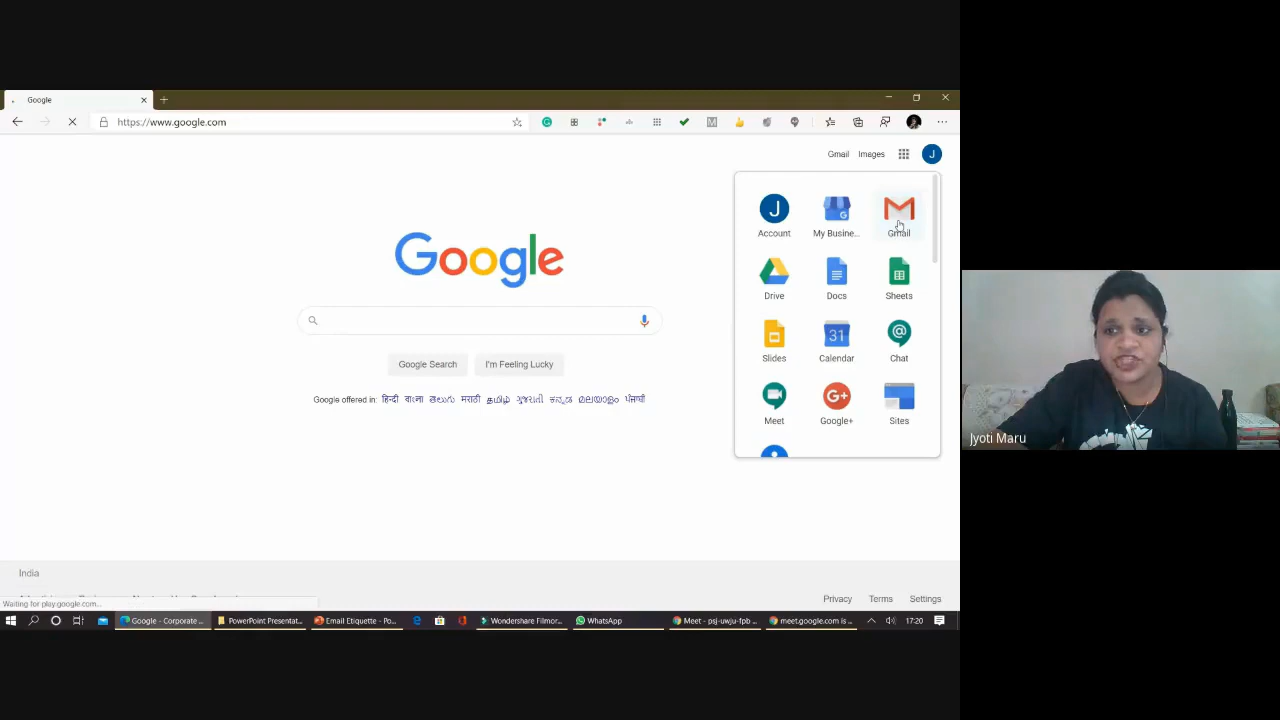 Google
https://www.google.com
Gmail Images J
J
Account My Busine... Gmail
Drive Docs Sheets
31
Slides Calendar Chat
G+
Meet Google+ Sites
Google
Google Search I'm Feeling Lucky
Google offered in: हिन्दी বাংলা తెలుగు मराठी தமிழ் ગુજરાતી ಕನ್ನಡ മലയാളം ਪੰਜਾਬੀ
Jyoti Maru
India
Waiting for play.google.com...
Privacy Terms Settings
Google - Corporate ... PowerPoint Presentat... Email Etiquette - Po... Wondershare Filmor... WhatsApp Meet - psj-uwju-fpb ... meet.google.com is ... 17:20